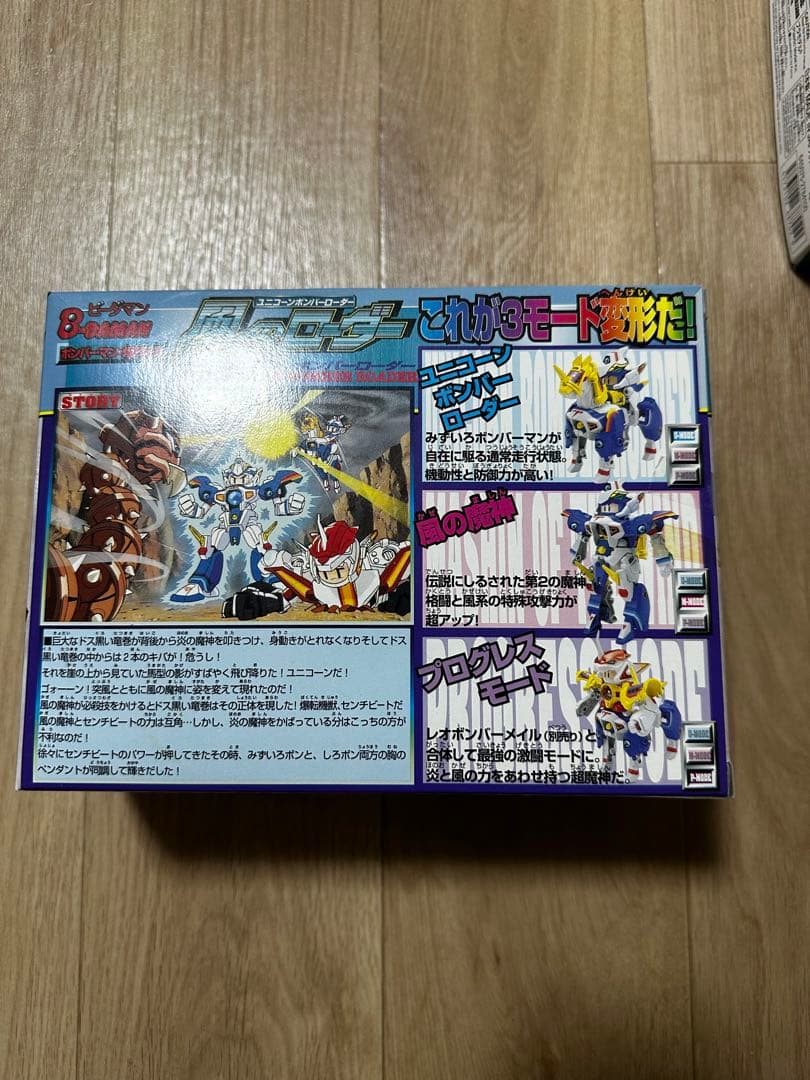 ビーダマン
B-DAMAN
ユニコーンボンバーローダー
風のローダー
STORY
■巨大なドス黒い竜巻が背後から炎の魔神を叩きつけ、身動きがとれなくなりそしてドス
黒い竜巻の中からは2本のキバが!危うし!
それを崖の上から見ていた馬型の影がすばやく飛び降りた!ユニコーンだ!
ゴォーーン!突風とともに風の魔神に姿を変えて現れたのだ!
風の魔神が必殺技をかけるとドス黒い竜巻はその正体を現した!爆転機獣、センチビートだ
風の魔神とセンチビートの力は互角…しかし、炎の魔神をかばっている分はこっちの方が
不利なのだ!
徐々にセンチビートのパワーが押してきたその時、みずいろボンと、しろボン両方の胸の
ペンダントが同調して輝きだした!
これが3モード変形だ!
へんけい
ユニコーン
ボンバー
ローダー
みずいろボンバーマンが
自在に駆る通常走行状態。
機動性と防御力が高い!
U-MODE
M-MODE
P-MODE
風の魔神
伝説にしるされた第2の魔神。
格闘と風系の特殊攻撃力が
超アップ!
U-MODE
M-MODE
P-MODE
プログレス
モード
レオボンバーメイル(別売り)と、
合体して最強の激闘モードに。
炎と風の力をあわせ持つ超魔神だ。
U-MODE
M-MODE
P-MODE